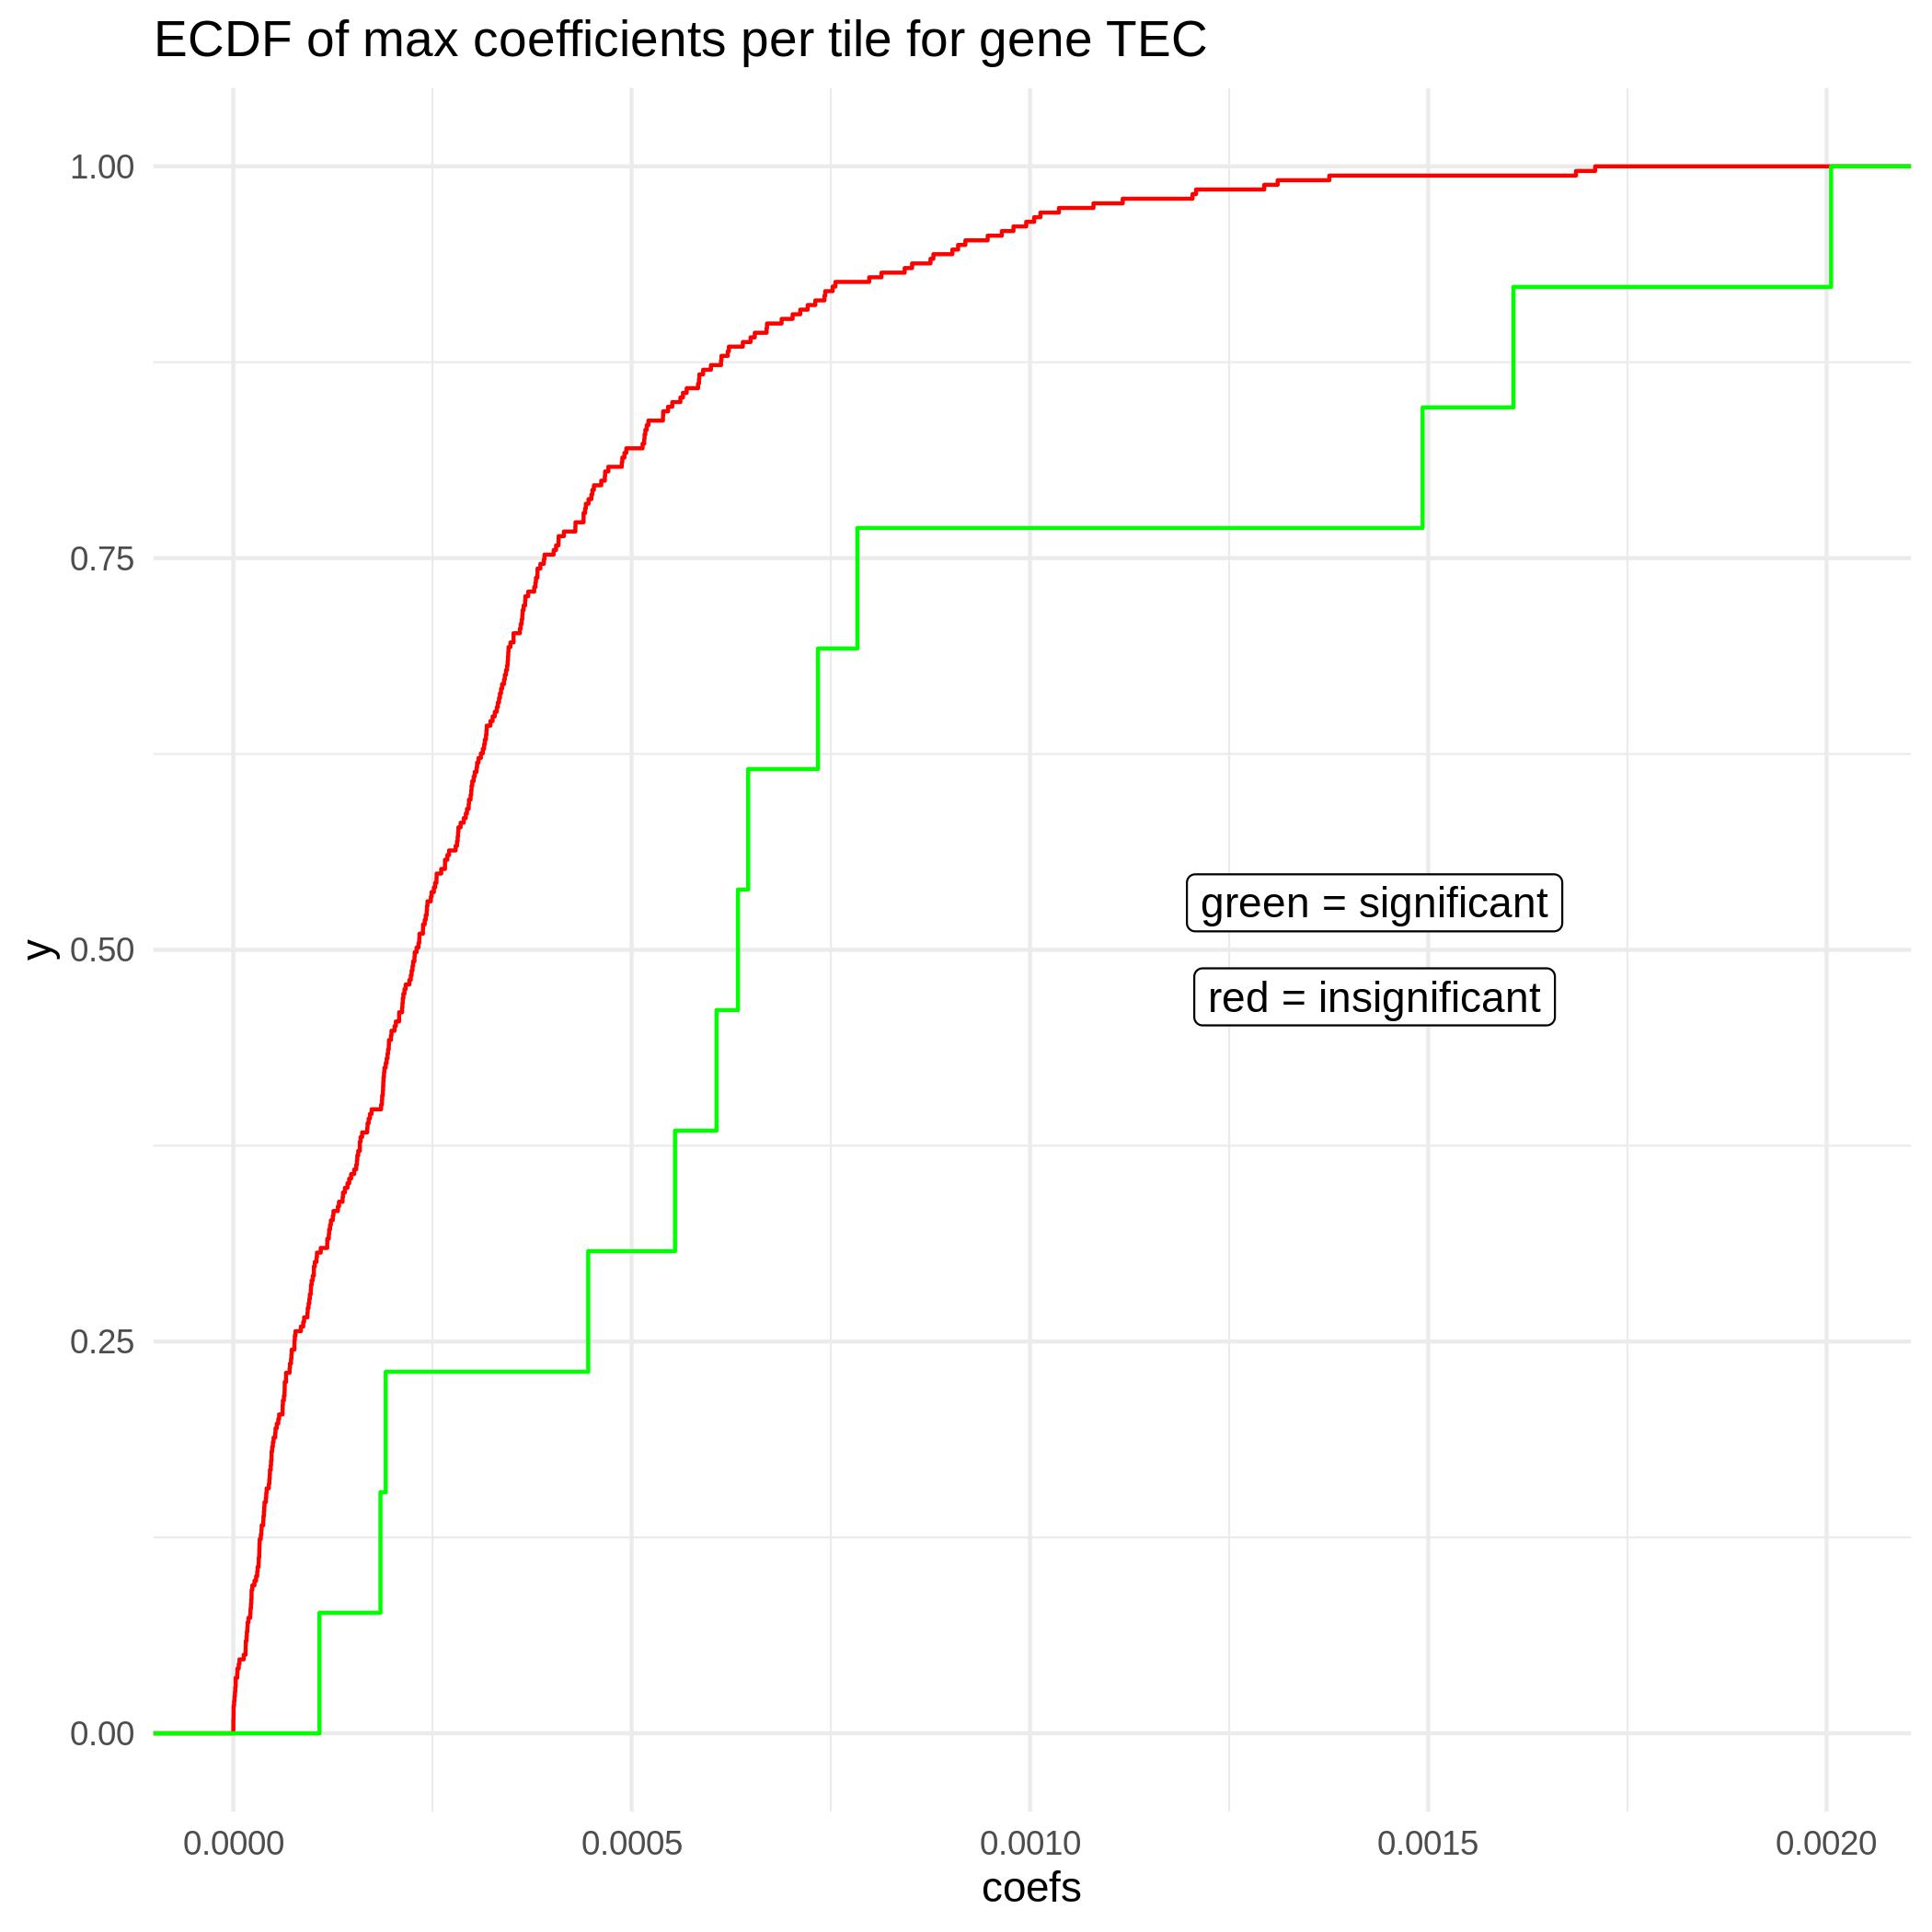 ECDF of max coefficients per tile for gene TEC
1.00
0.75
0.50
0.25
0.00
y
green = significant
red = insignificant
0.0000 0.0005 0.0010 0.0015 0.0020
coefs